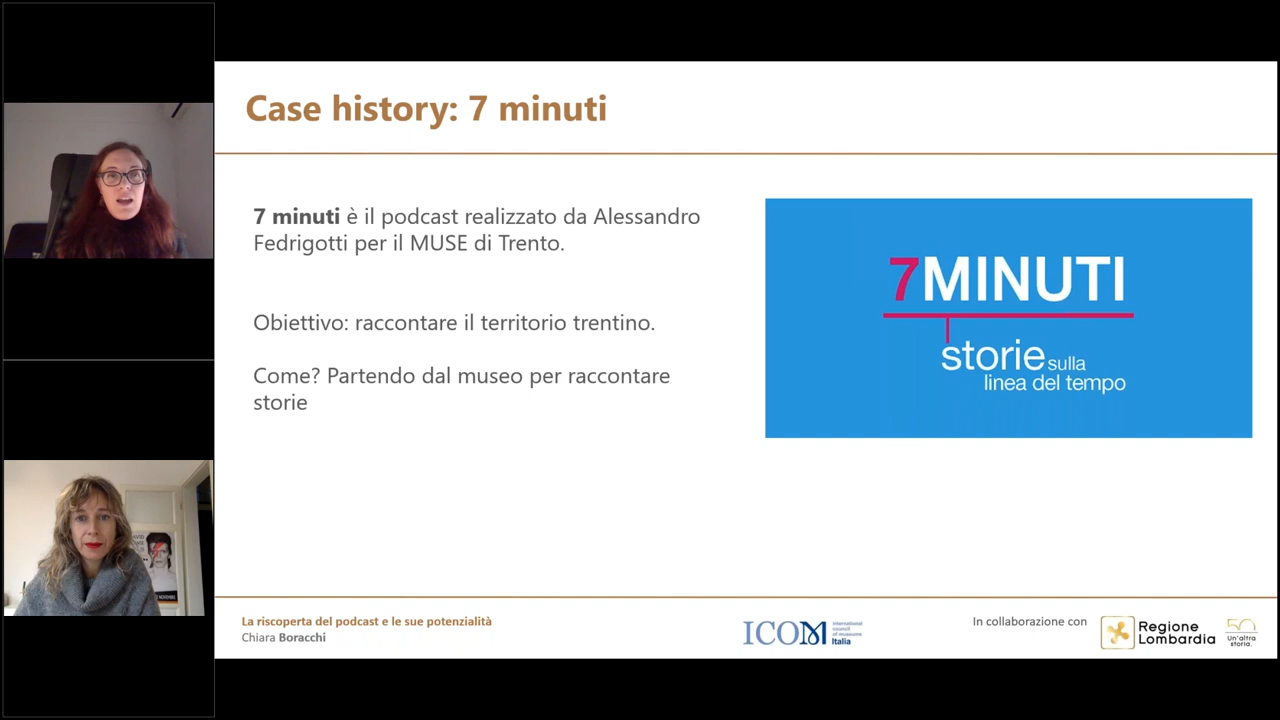 Case history: 7 minuti
7 minuti è il podcast realizzato da Alessandro
Fedrigotti per il MUSE di Trento.
Obiettivo: raccontare il territorio trentino.
Come? Partendo dal museo per raccontare
storie
7MINUTI
storie sulla
linea del tempo
La riscoperta del podcast e le sue potenzialità
Chiara Boracchi
ICOM
international
council
of museums
Italia
In collaborazione con
Regione
Lombardia
50
Un'altra
storia.